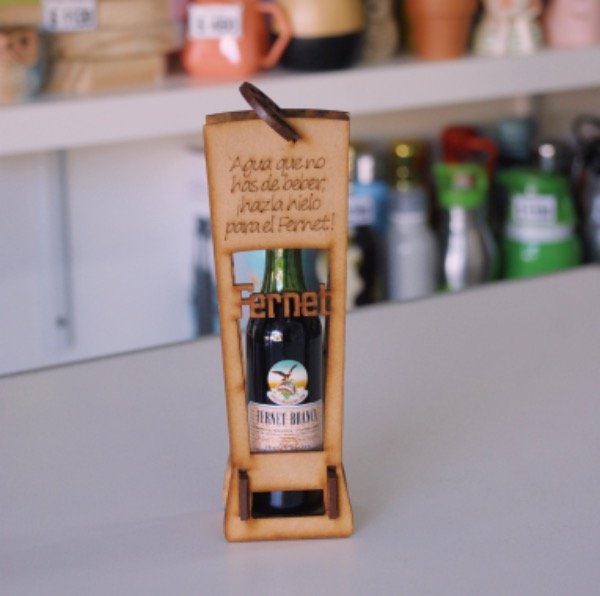 Agua que no
has de beber,
¡hazla hielo
para el Fernet!
Fernet
FERNET-BRANCA